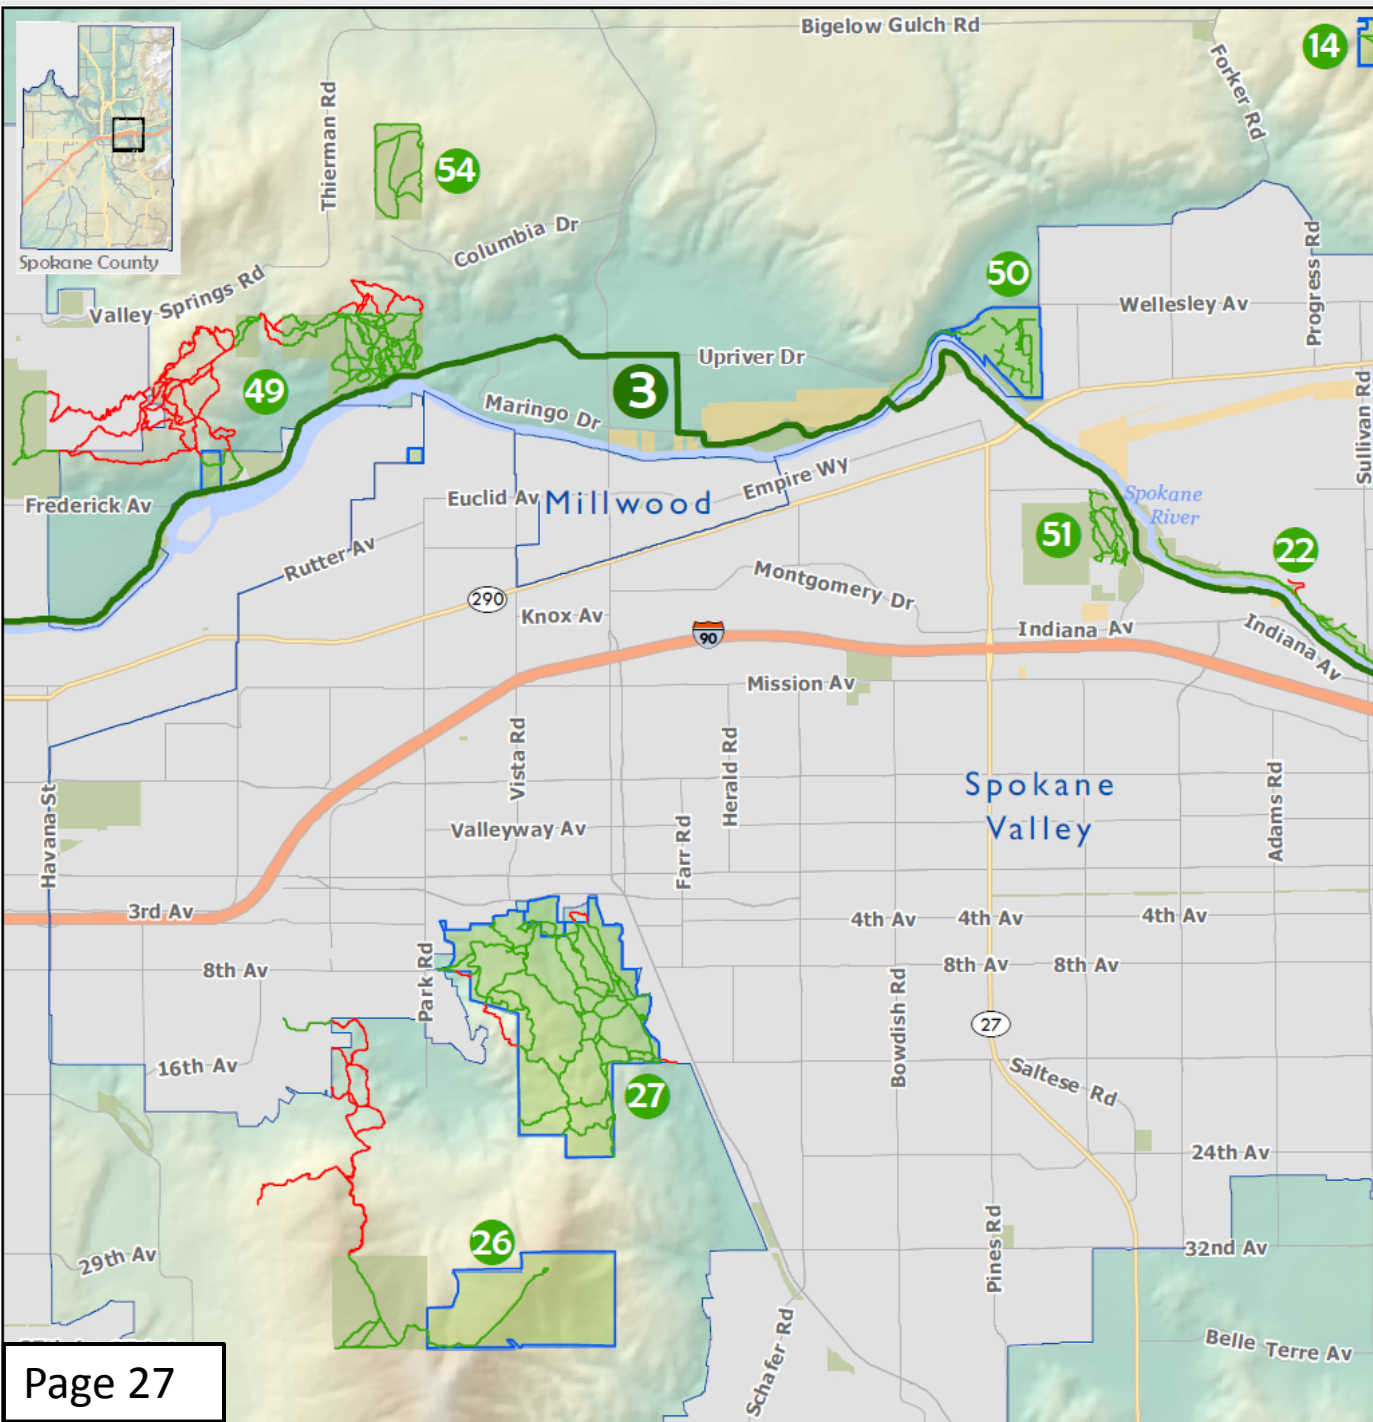 Bigelow Gulch Rd
14
Forker Rd
Thierman Rd
54
Columbia Dr
Spokane County
Valley Springs Rd
50
Wellesley Av
Progress Rd
Upriver Dr
49
3
Maringo Dr
Sullivan Rd
Empire Wy
Euclid Av
Millwood
Frederick Av
Spokane
River
51
22
Rutter Av
Montgomery Dr
290
Knox Av
90
Indiana Av
Indiana Av
Mission Av
Vista Rd
Herald Rd
Spokane
Valley
Adams Rd
Havana St
Valleyway Av
Farr Rd
3rd Av
4th Av
4th Av
4th Av
8th Av
Park Rd
8th Av
8th Av
Bowdish Rd
27
16th Av
Saltese Rd
27
24th Av
Pines Rd
26
32nd Av
29th Av
Schafer Rd
Belle Terre Av
Page 27